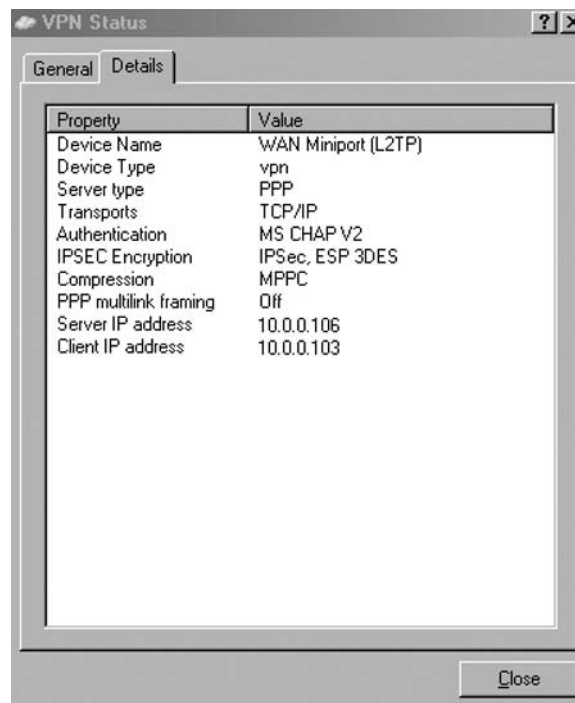 VPN Status
General Details
Property Value
Device Name WAN Miniport (L2TP)
Device Type vpn
Server type PPP
Transports TCP/IP
Authentication MS CHAP V2
IPSEC Encryption IPSec, ESP 3DES
Compression MPPC
PPP multilink framing Off
Server IP address 10.0.0.106
Client IP address 10.0.0.103
Close